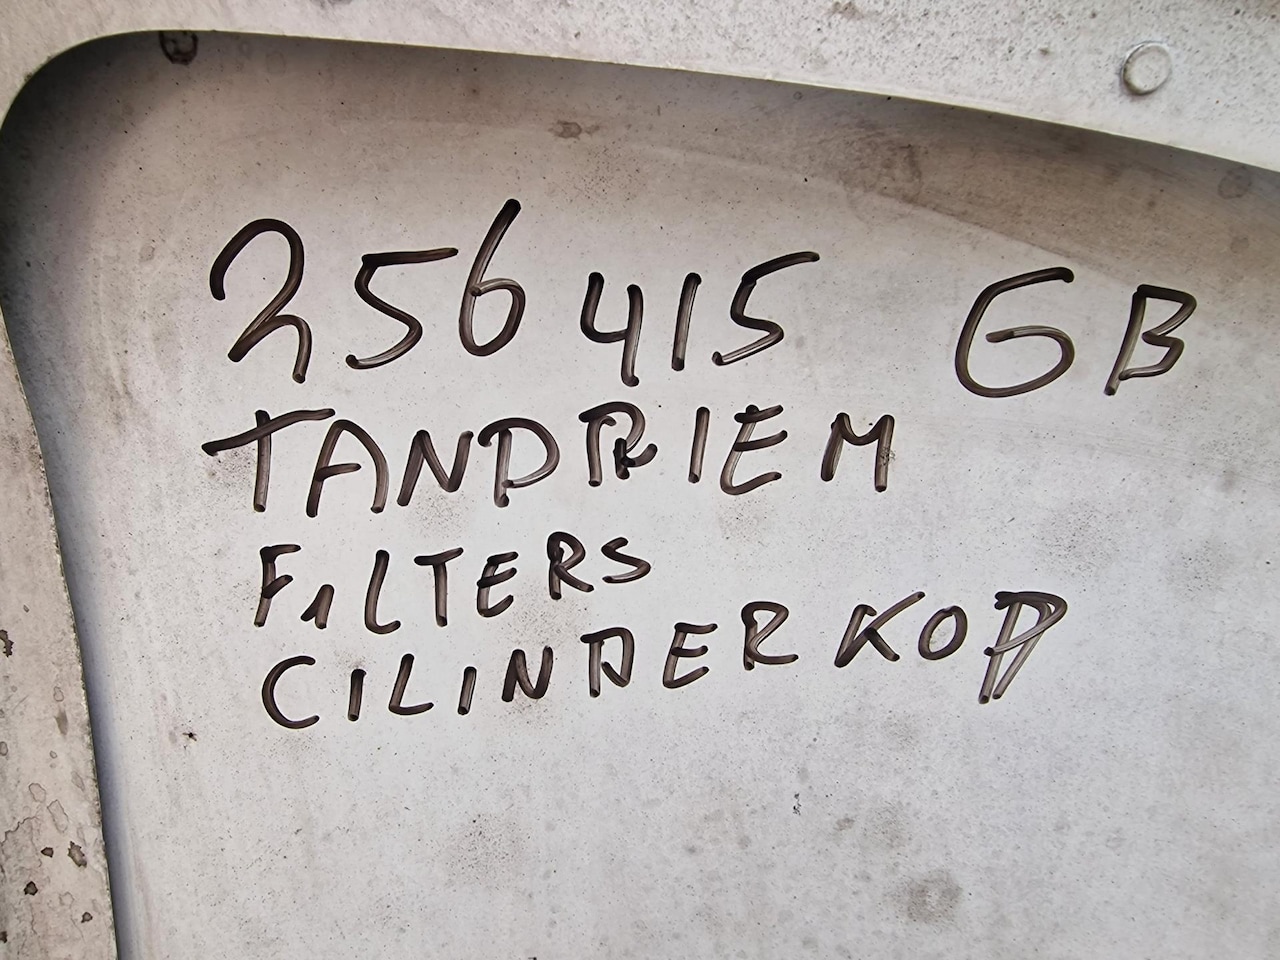 256415 GB
TANDRIEM
FILTERS
CILINDERKOP